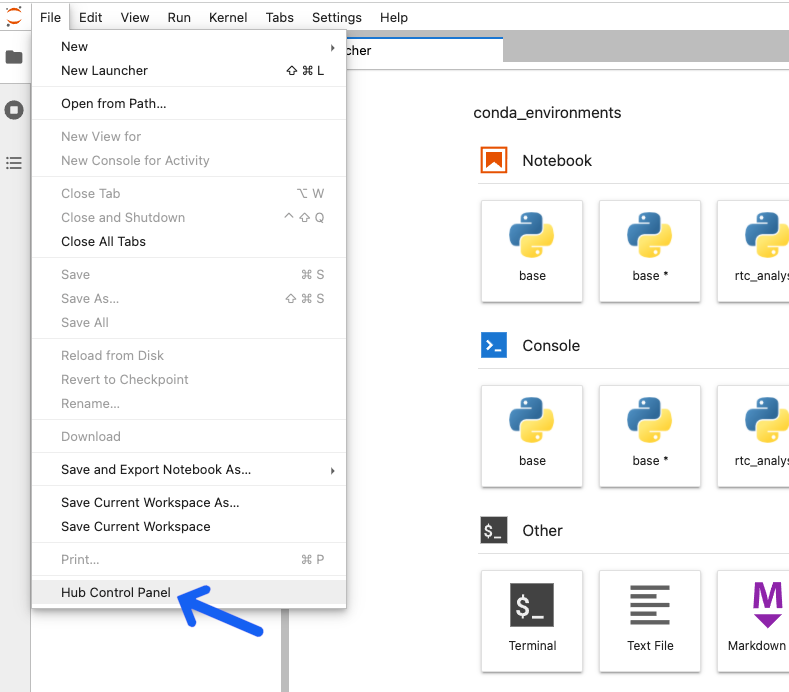 File Edit View Run Kernel Tabs Settings Help
New
New Launcher ⇧ ⌘ L
Open from Path...
New View for
New Console for Activity
Close Tab ⌥ W
Close and Shutdown ^ ⇧ Q
Close All Tabs
Save ⌘ S
Save As... ⇧ ⌘ S
Save All
Reload from Disk
Revert to Checkpoint
Rename...
Download
Save and Export Notebook As...
Save Current Workspace As...
Save Current Workspace
Print... ⌘ P
Hub Control Panel
cher
conda_environments
Notebook
base base * rtc_analys
>_ Console
base base * rtc_analys
$_ Other
$_ M
Terminal Text File Markdown